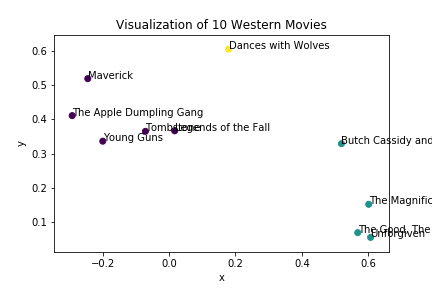 Visualization of 10 Western Movies
0.6
0.5
0.4
0.3
0.2
0.1
y
Dances with Wolves
Maverick
The Apple Dumpling Gang
Tombstone
Legends of the Fall
Young Guns
Butch Cassidy and
The Magnific
The Good, The
Unforgiven
−0.2
0.0
0.2
0.4
0.6
x